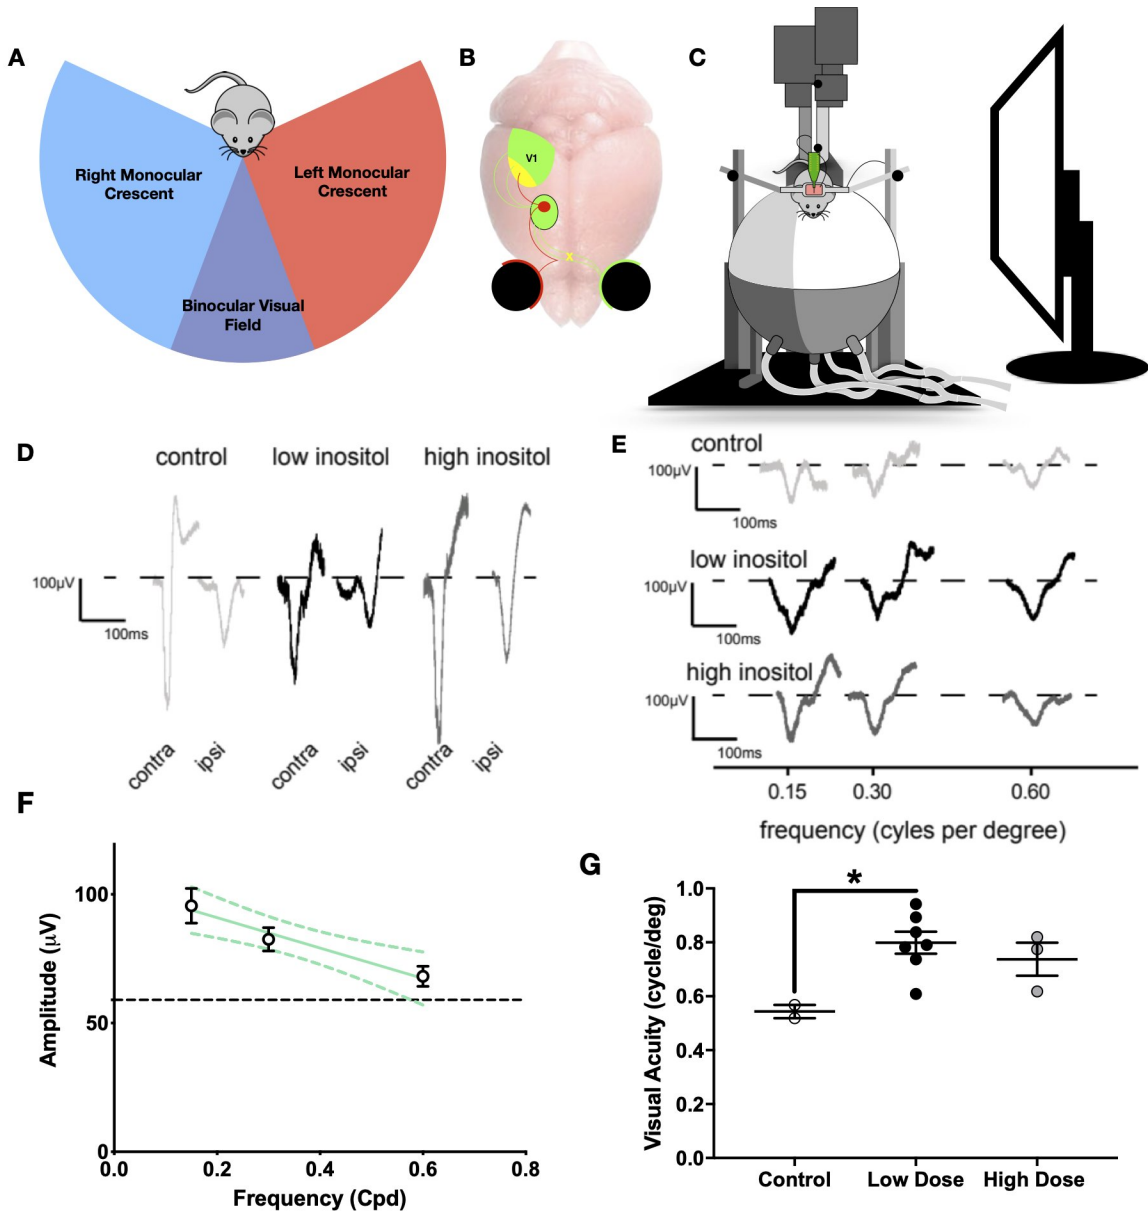 A
Right Monocular
Crescent
Left Monocular
Crescent
Binocular Visual
Field
B
V1
X
C
D
control
low inositol
high inositol
100µV
100ms
contra
ipsi
contra
ipsi
contra
ipsi
E
control
100µV
100ms
low inositol
100µV
100ms
high inositol
100µV
100ms
0.15
0.30
0.60
frequency (cyles per degree)
F
Amplitude (µV)
100
50
0
0.0
0.2
0.4
0.6
0.8
Frequency (Cpd)
G
*
Visual Acuity (cycle/deg)
1.0
0.8
0.6
0.4
0.2
0.0
Control
Low Dose
High Dose